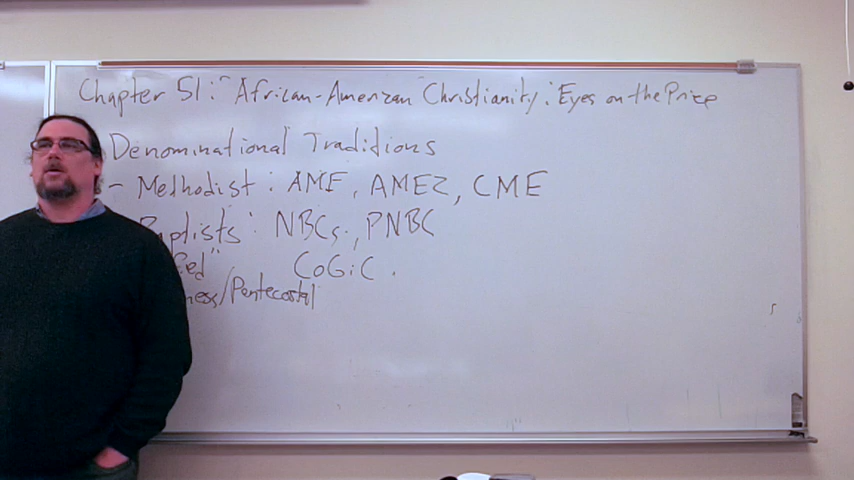 Chapter 51: "African-American Christianity: Eyes on the Prize
Denominational Traditions
- Methodist: AME, AMEZ, CME
Baptists: NBCs, PNBC
CoGiC.
/Pentecostal